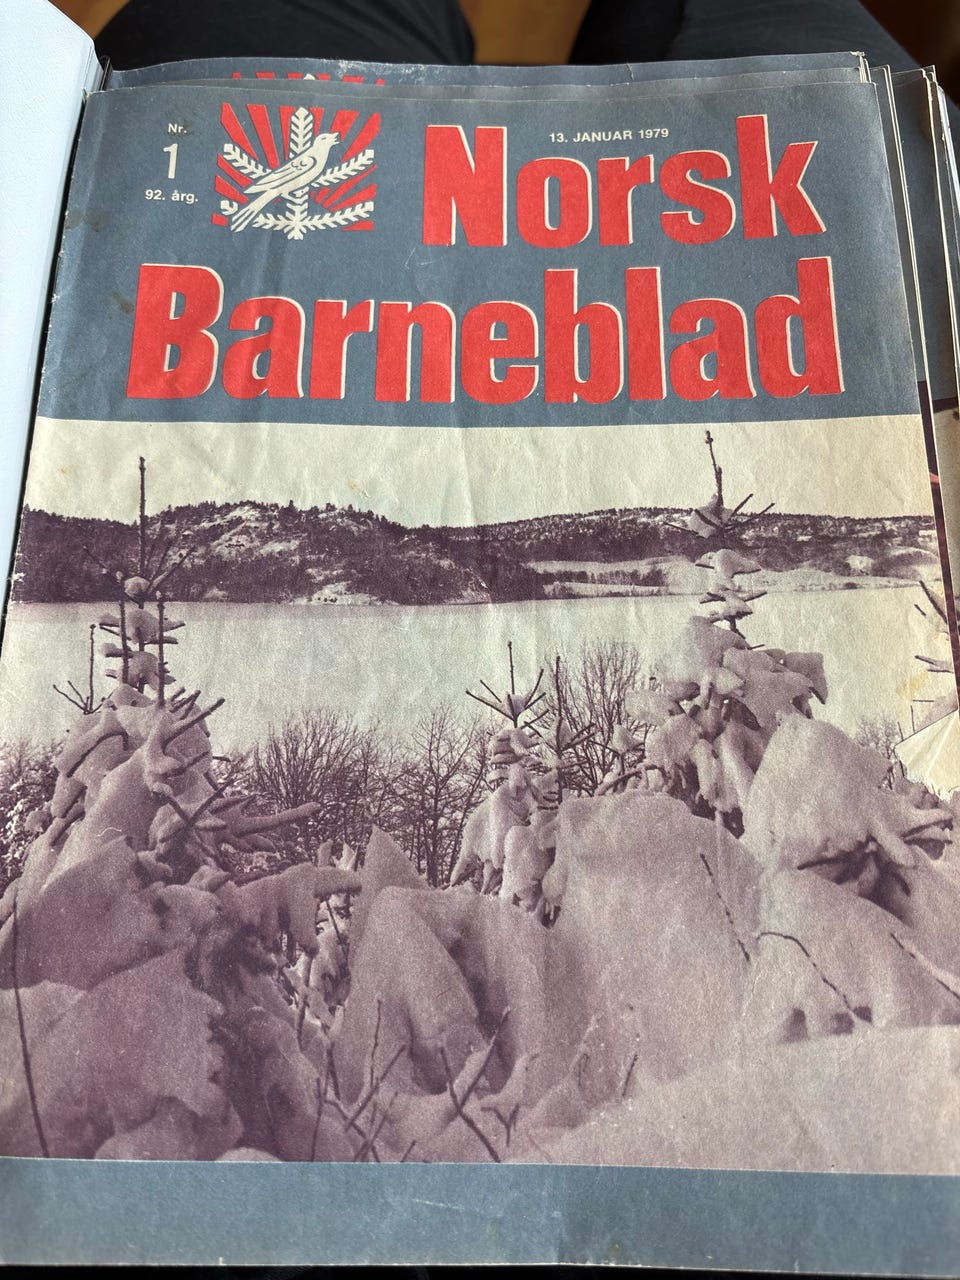 Nr.
1
92. årg.
13. JANUAR 1979
Norsk
Barneblad